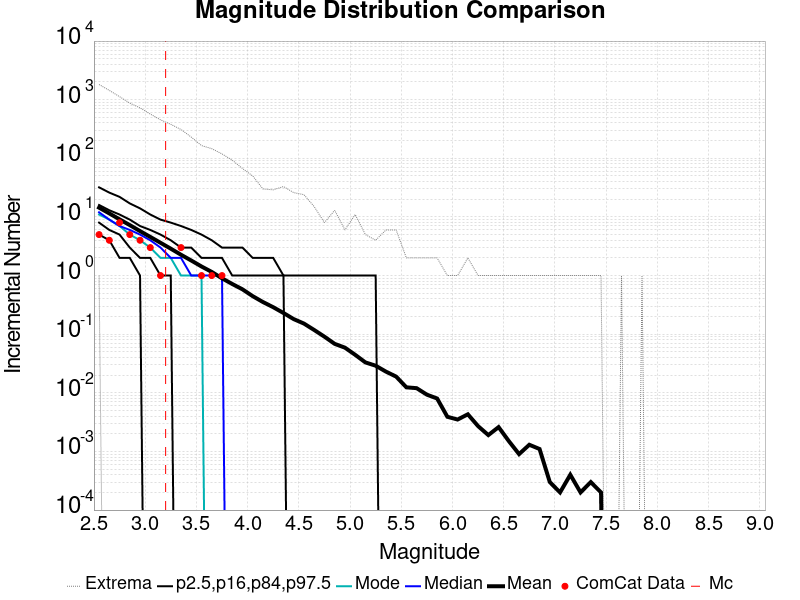 Magnitude Distribution Comparison
Incremental Number
10^4
10^3
10^2
10^1
10^0
10^-1
10^-2
10^-3
10^-4
2.5 3.0 3.5 4.0 4.5 5.0 5.5 6.0 6.5 7.0 7.5 8.0 8.5 9.0
Magnitude
Extrema p2.5,p16,p84,p97.5 Mode Median Mean ComCat Data Mc